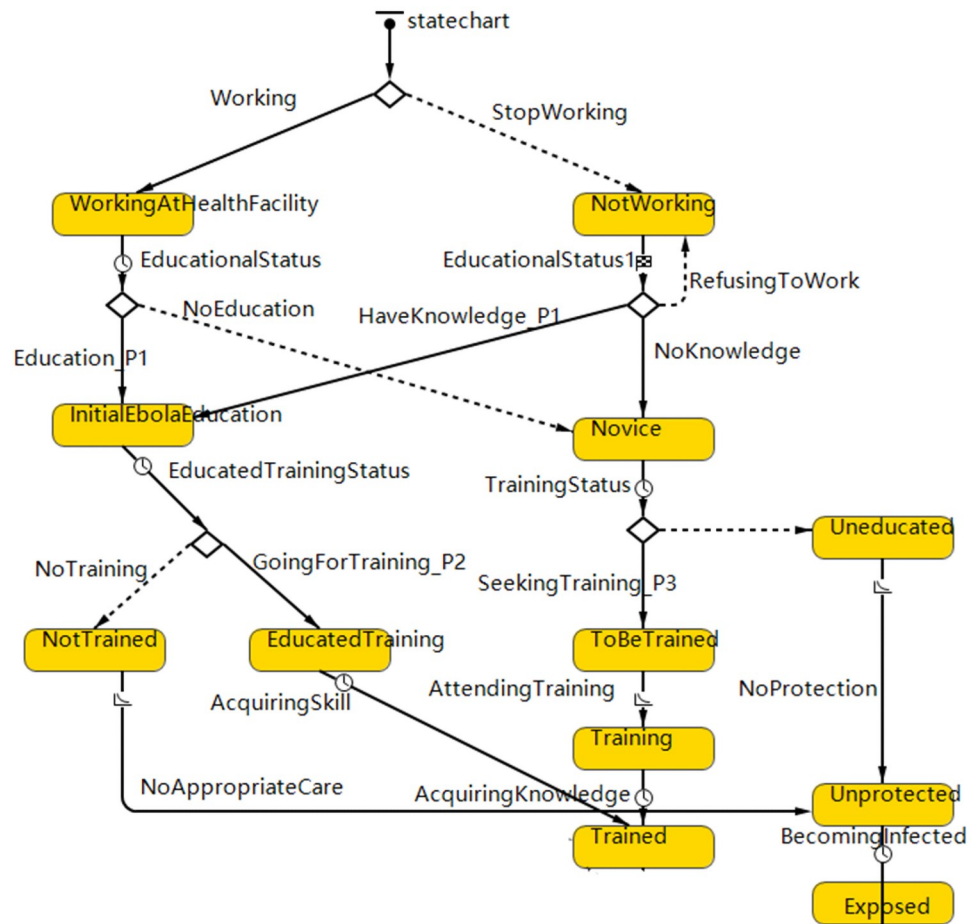 statechart
Working
StopWorking
WorkingAtHealthFacility
NotWorking
EducationalStatus
EducationalStatus1
RefusingToWork
NoEducation
HaveKnowledge_P1
Education_P1
NoKnowledge
InitialEbolaEducation
Novice
EducatedTrainingStatus
TrainingStatus
Uneducated
NoTraining
GoingForTraining_P2
SeekingTraining_P3
NotTrained
EducatedTraining
ToBeTrained
AcquiringSkill
AttendingTraining
NoProtection
Training
NoAppropriateCare
AcquiringKnowledge
Unprotected
Trained
BecomingInfected
Exposed